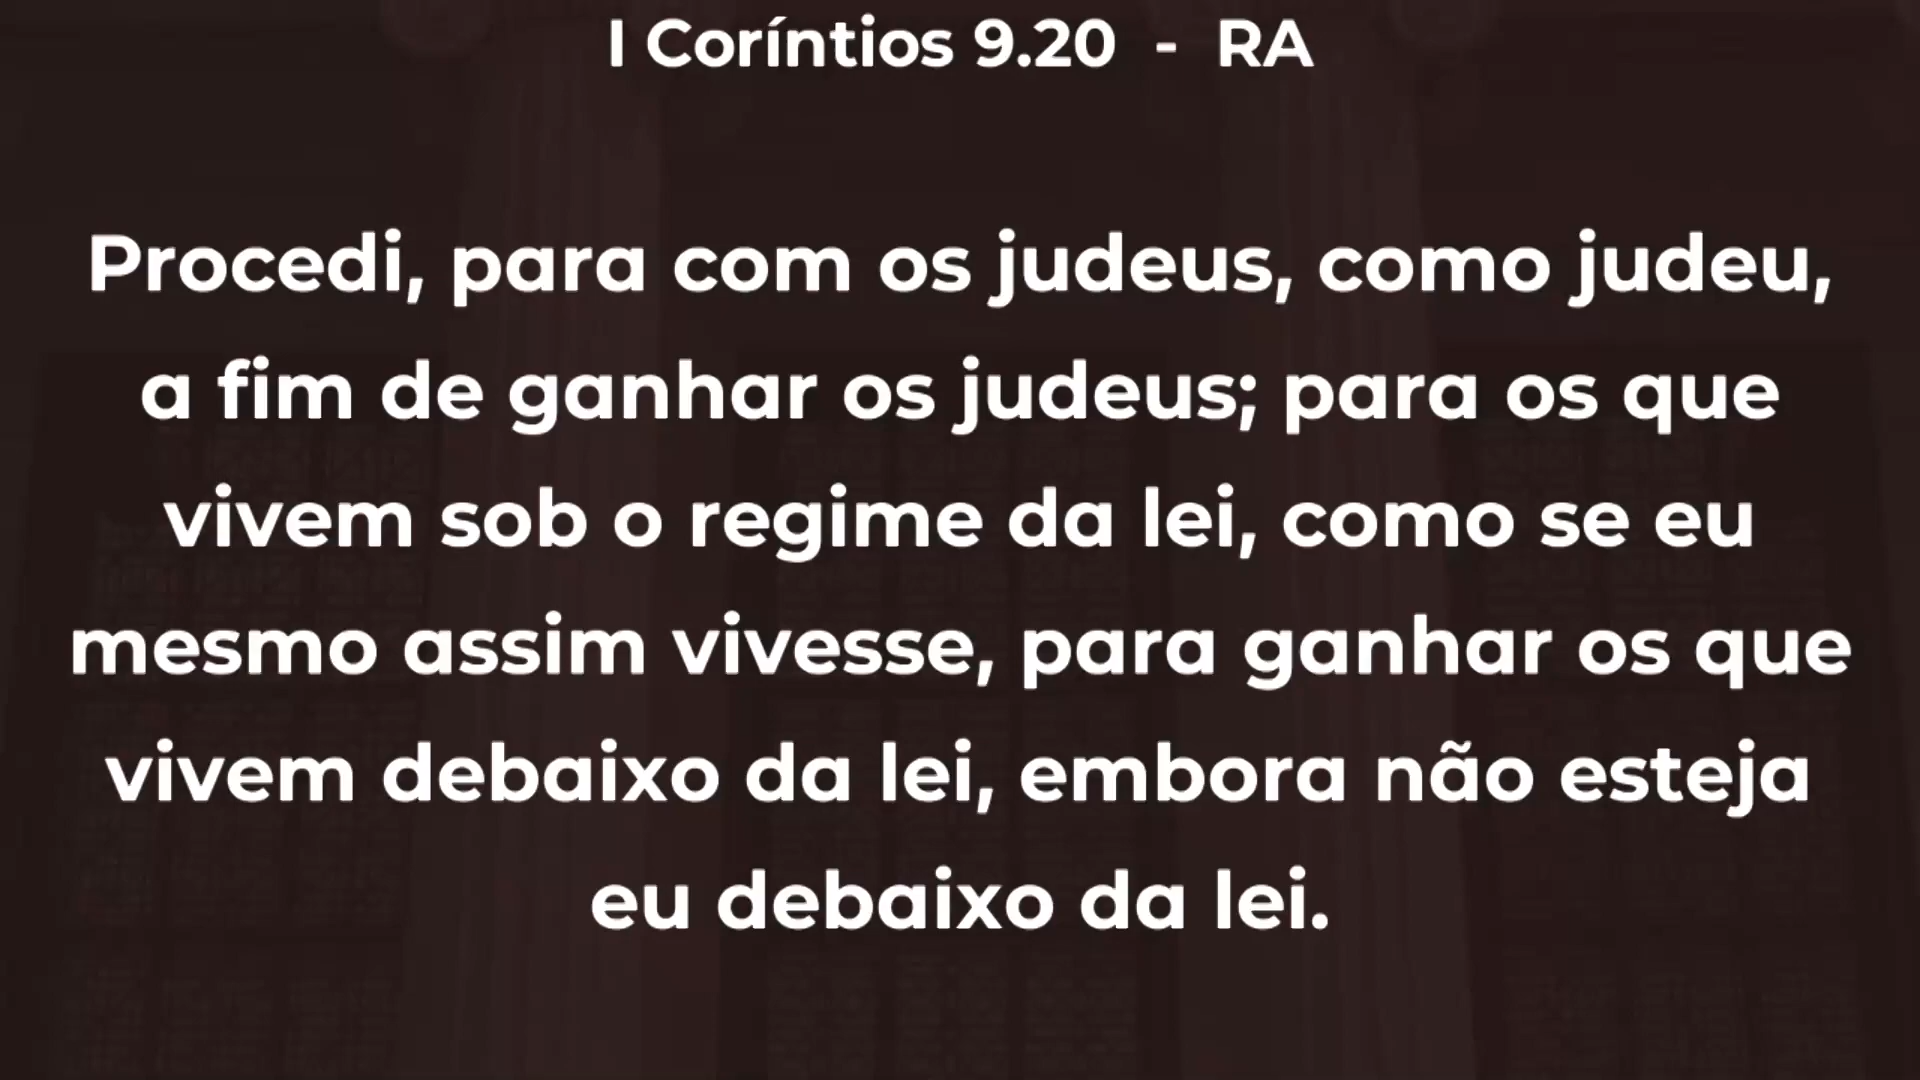 I Coríntios 9.20 - RA
Procedi, para com os judeus, como judeu,
a fim de ganhar os judeus; para os que
vivem sob o regime da lei, como se eu
mesmo assim vivesse, para ganhar os que
vivem debaixo da lei, embora não esteja
eu debaixo da lei.